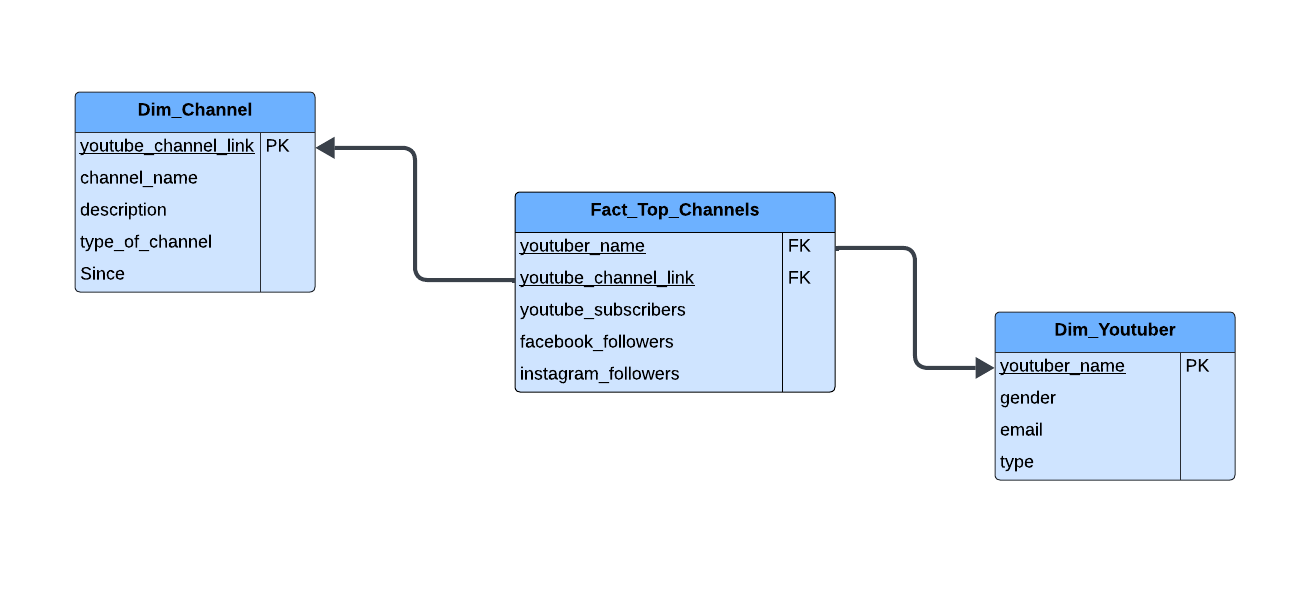 Dim_Channel
youtube_channel_link PK
channel_name
description
type_of_channel
Since
Fact_Top_Channels
youtuber_name FK
youtube_channel_link FK
youtube_subscribers
facebook_followers
instagram_followers
Dim_Youtuber
youtuber_name PK
gender
email
type